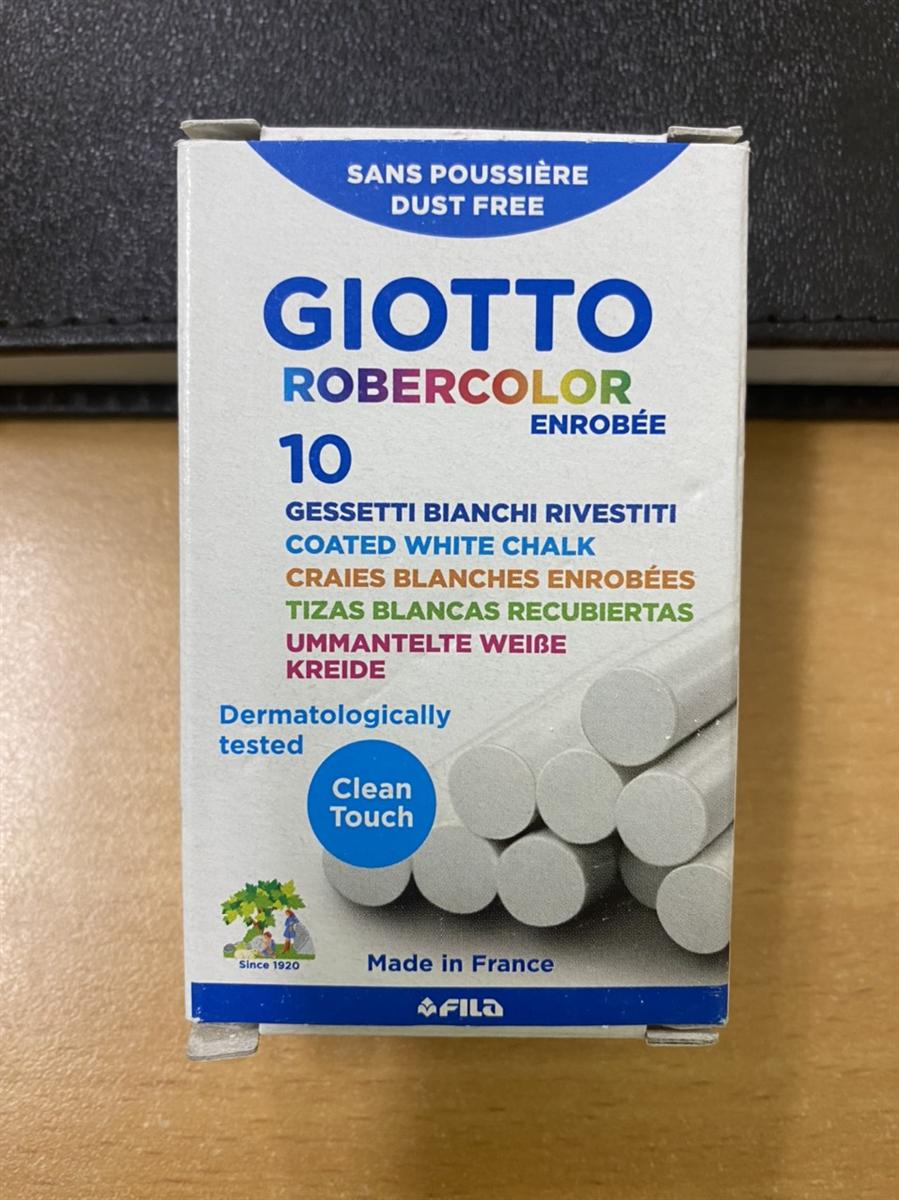 SANS POUSSIÈRE
DUST FREE
GIOTTO
ROBERCOLOR
ENROBÉE
10
GESSETTI BIANCHI RIVESTITI
COATED WHITE CHALK
CRAIES BLANCHES ENROBÉES
TIZAS BLANCAS RECUBIERTAS
UMMANTELTE WEIßE
KREIDE
Dermatologically
tested
Clean
Touch
Since 1920
Made in France
FILA